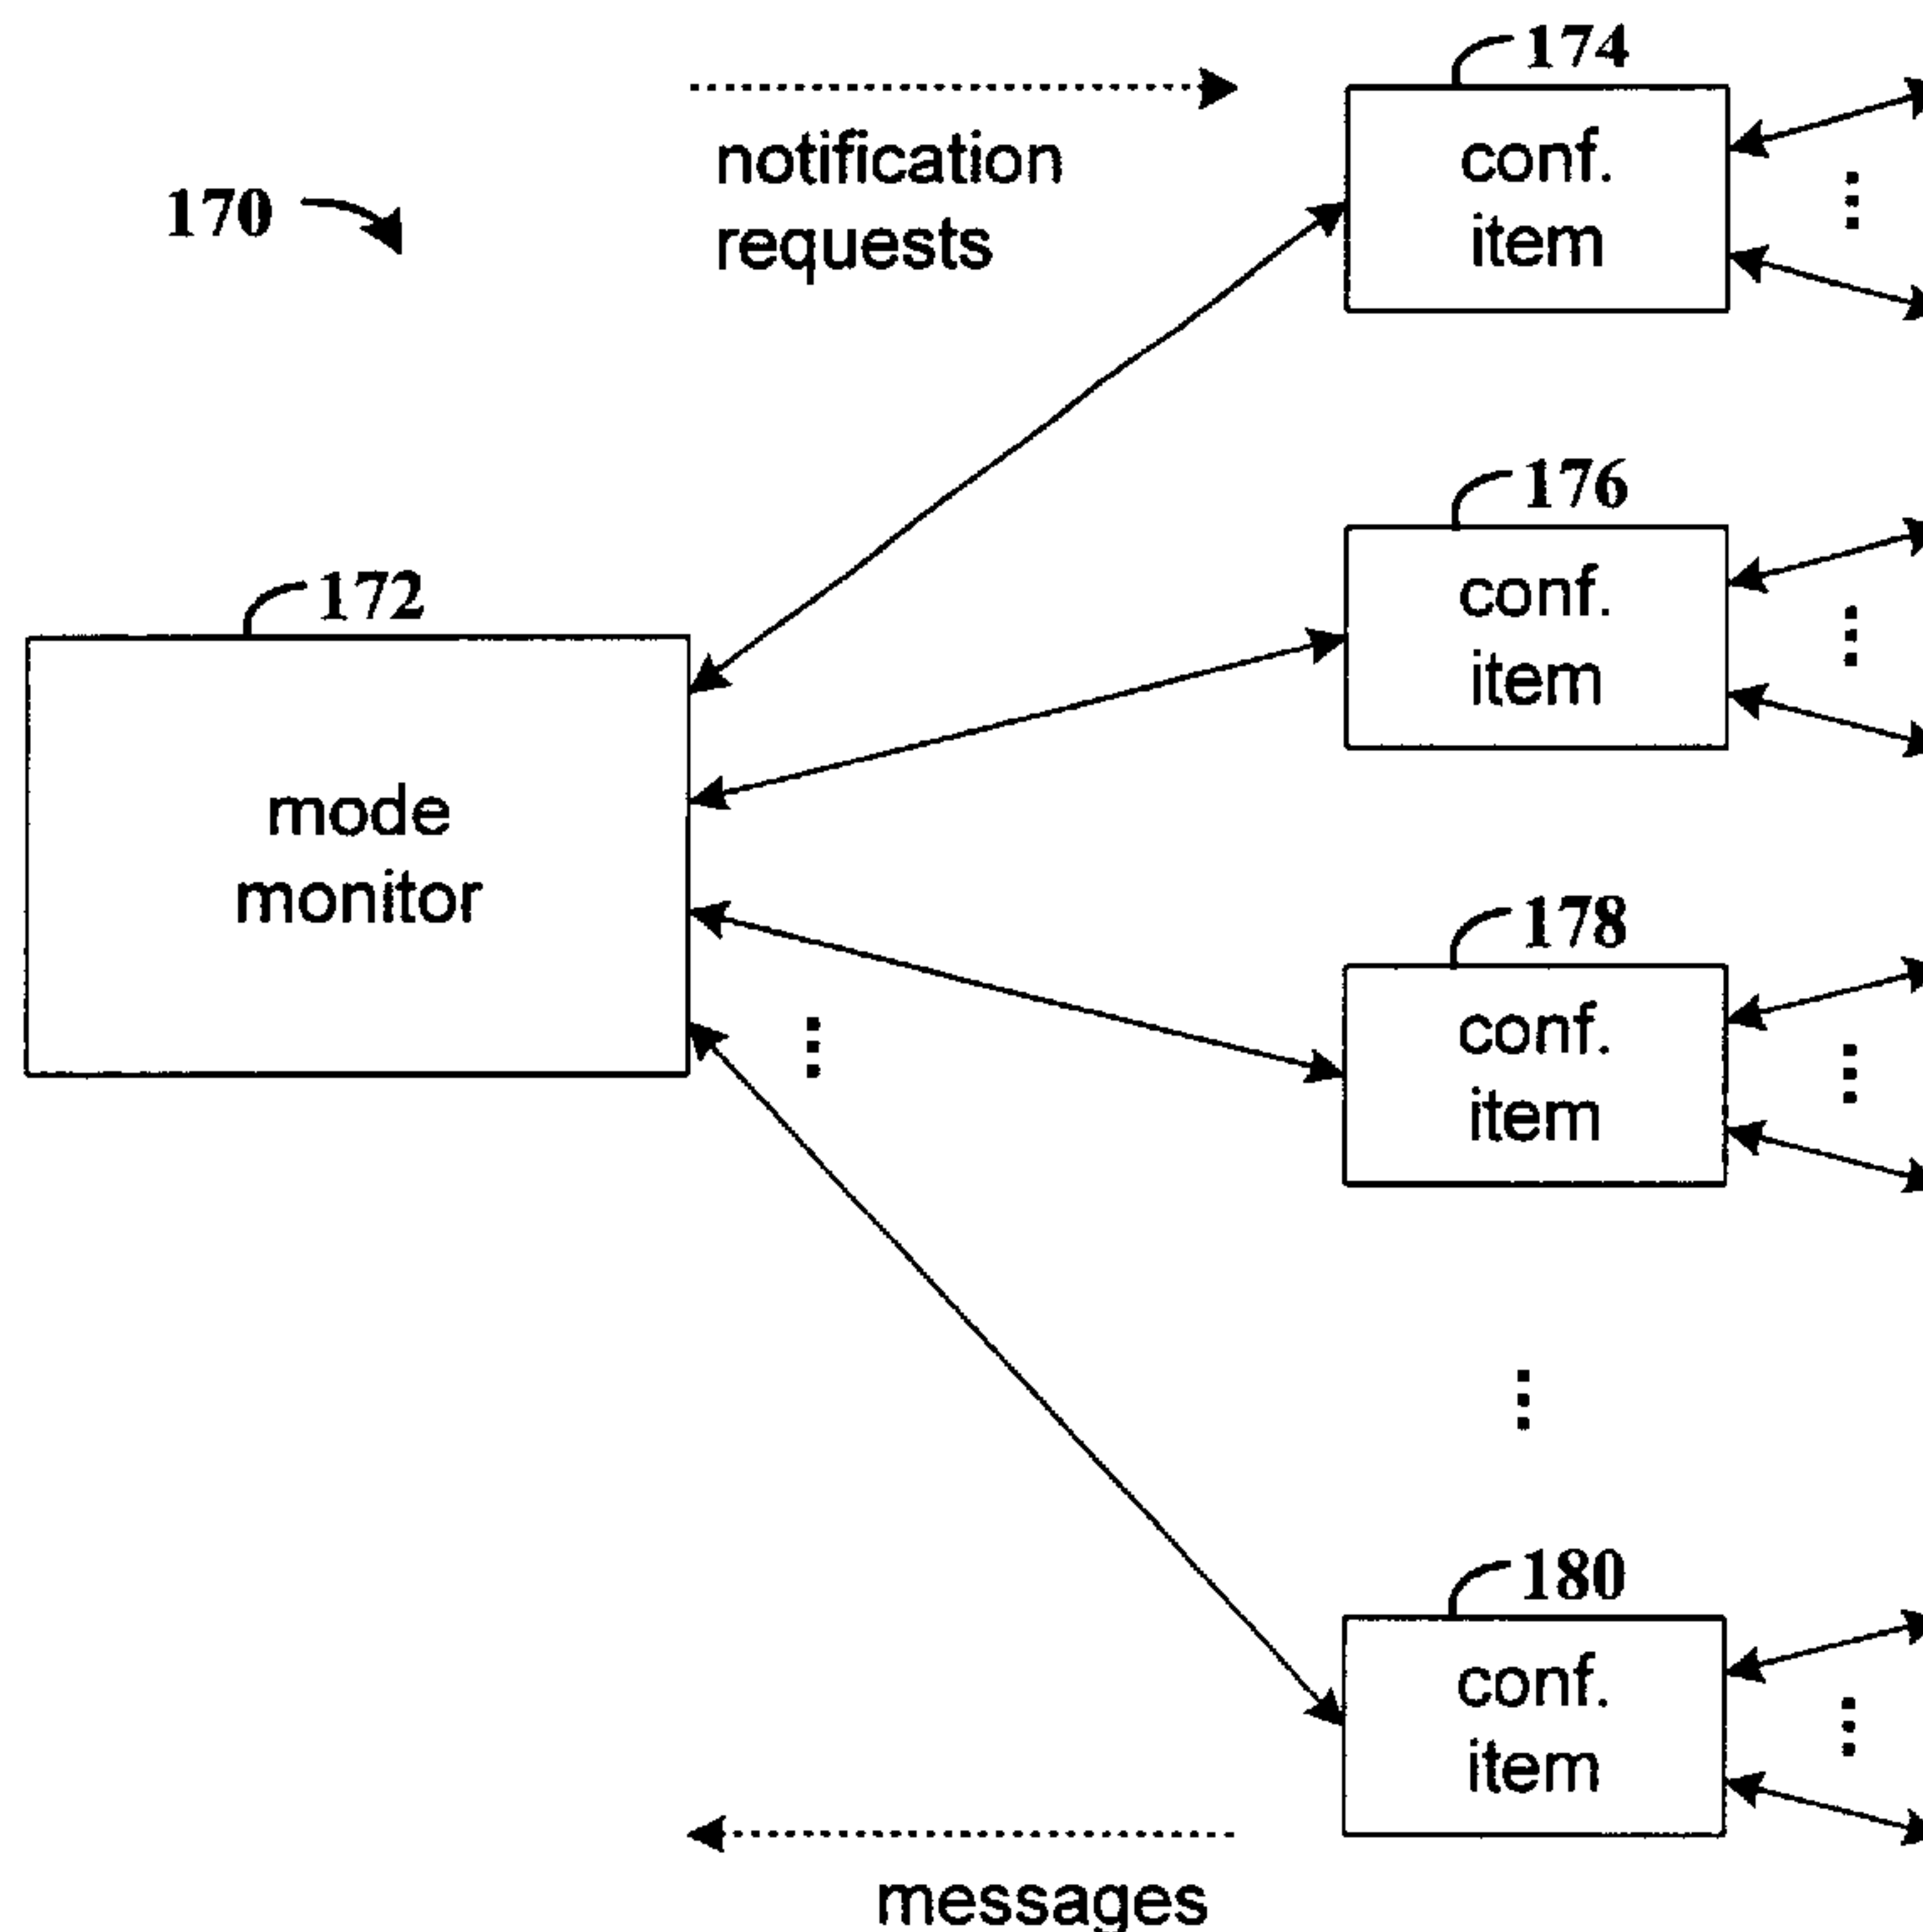 174
notification
requests
conf.
item
170
176
conf.
item
172
mode
monitor
178
conf.
item
180
conf.
item
messages